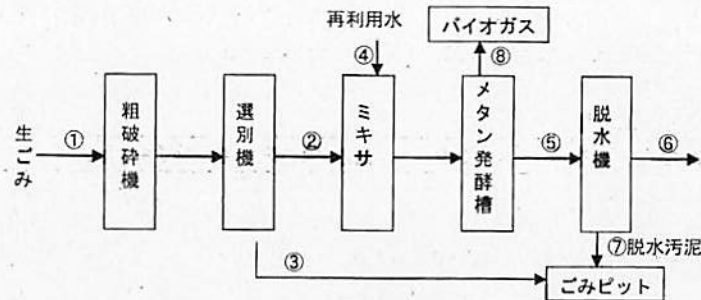 再利用水
④
バイオガス
⑧
生ごみ
①
粗破砕機
選別機
②
ミキサ
メタン発酵槽
⑤
脱水機
⑥
③
⑦脱水汚泥
ごみピット